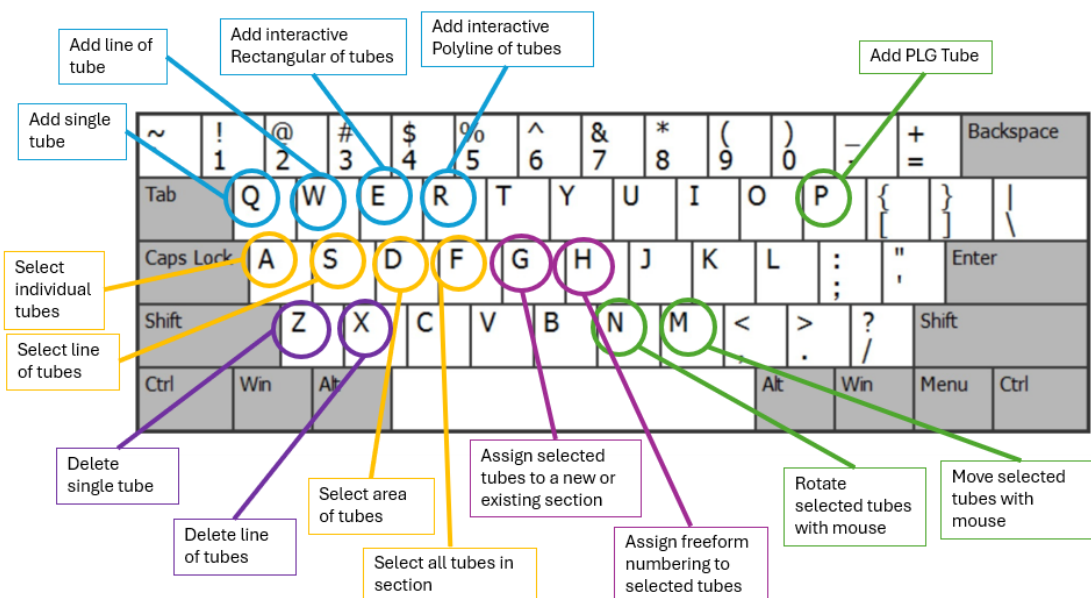 Add interactive
Polyline of tubes
Add interactive
Rectangular of tubes
Add line of
tube
Add PLG Tube
Add single
tube
~ ! @ # $ % ^ & * ( ) _ + Backspace
1 2 3 4 5 6 7 8 9 0 - =
Tab Q W E R T Y U I O P { } |
[ ] \
Caps Lock A S D F G H J K L : " Enter
; '
Select
individual
tubes
Shift Z X C V B N M < > ? Shift
, . /
Select line
of tubes
Ctrl Win Alt Alt Win Menu Ctrl
Delete
single tube
Select area
of tubes
Assign selected
tubes to a new or
existing section
Rotate
selected tubes
with mouse
Move selected
tubes with
mouse
Delete line
of tubes
Select all tubes in
section
Assign freeform
numbering to
selected tubes